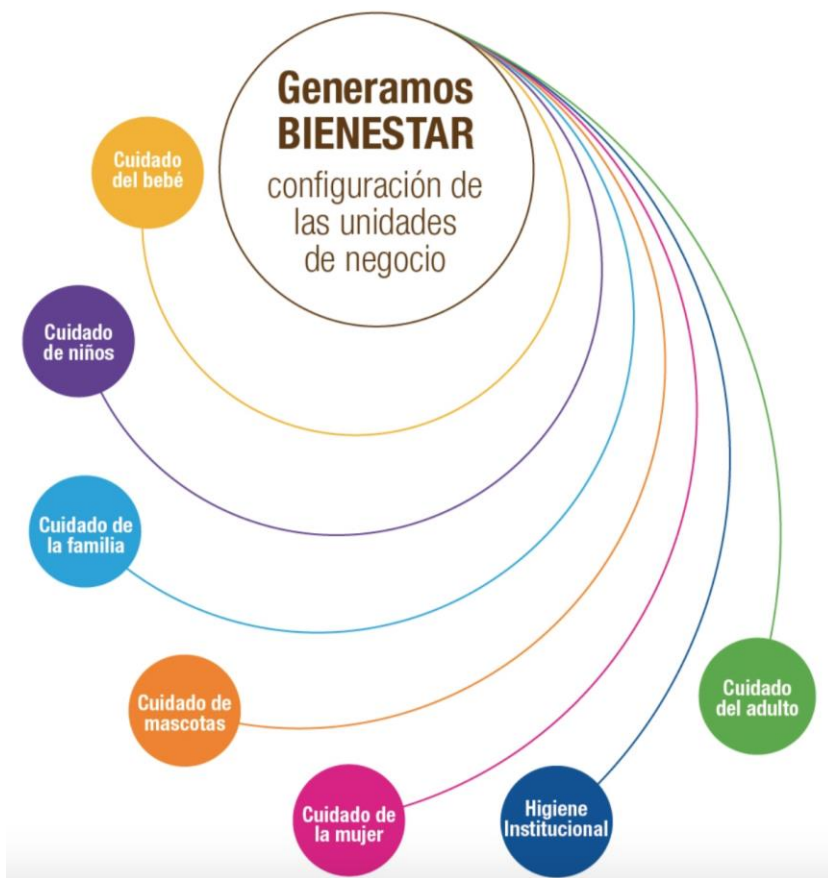 Generamos
BIENESTAR
configuración de
las unidades
de negocio
Cuidado
del bebé
Cuidado
de niños
Cuidado de
la familia
Cuidado de
mascotas
Cuidado de
la mujer
Higiene
Institucional
Cuidado
del adulto